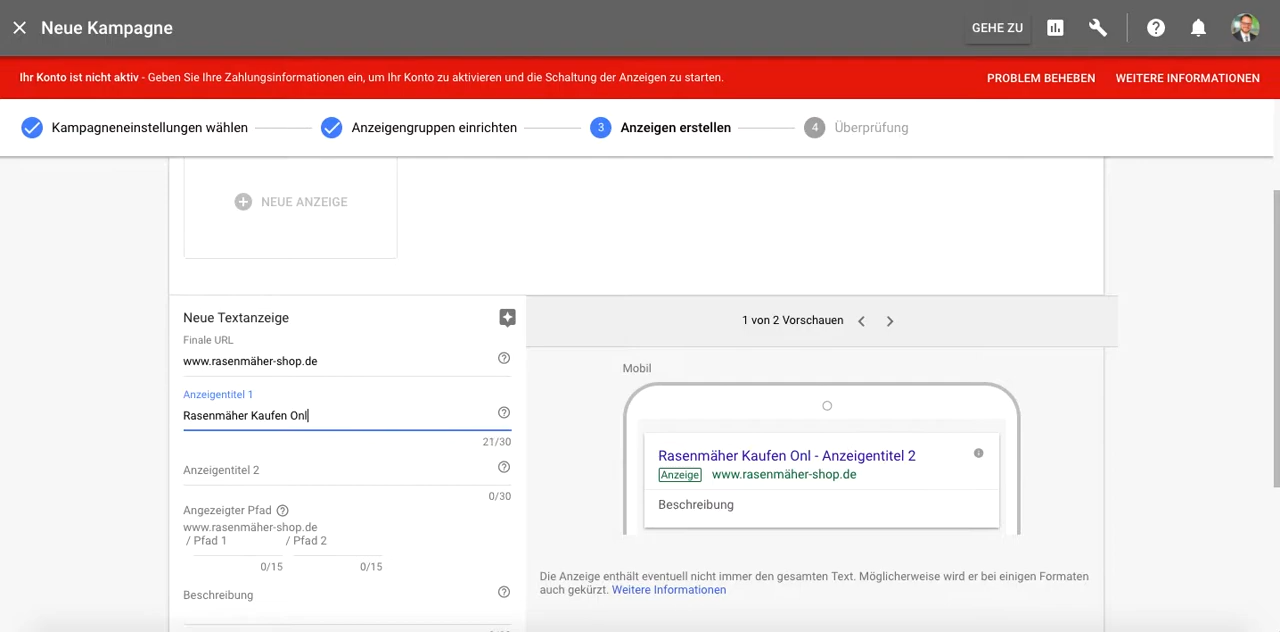 Neue Kampagne
GEHE ZU
Ihr Konto ist nicht aktiv - Geben Sie Ihre Zahlungsinformationen ein, um Ihr Konto zu aktivieren und die Schaltung der Anzeigen zu starten.
PROBLEM BEHEBEN
WEITERE INFORMATIONEN
Kampagneneinstellungen wählen
Anzeigengruppen einrichten
3 Anzeigen erstellen
4 Überprüfung
NEUE ANZEIGE
Neue Textanzeige
Finale URL
www.rasenmäher-shop.de
Anzeigentitel 1
Rasenmäher Kaufen Onl
21/30
Anzeigentitel 2
0/30
Angezeigter Pfad
www.rasenmäher-shop.de
/ Pfad 1
/ Pfad 2
0/15
0/15
Beschreibung
1 von 2 Vorschauen
Mobil
Rasenmäher Kaufen Onl - Anzeigentitel 2
Anzeige www.rasenmäher-shop.de
Beschreibung
Die Anzeige enthält eventuell nicht immer den gesamten Text. Möglicherweise wird er bei einigen Formaten
auch gekürzt. Weitere Informationen